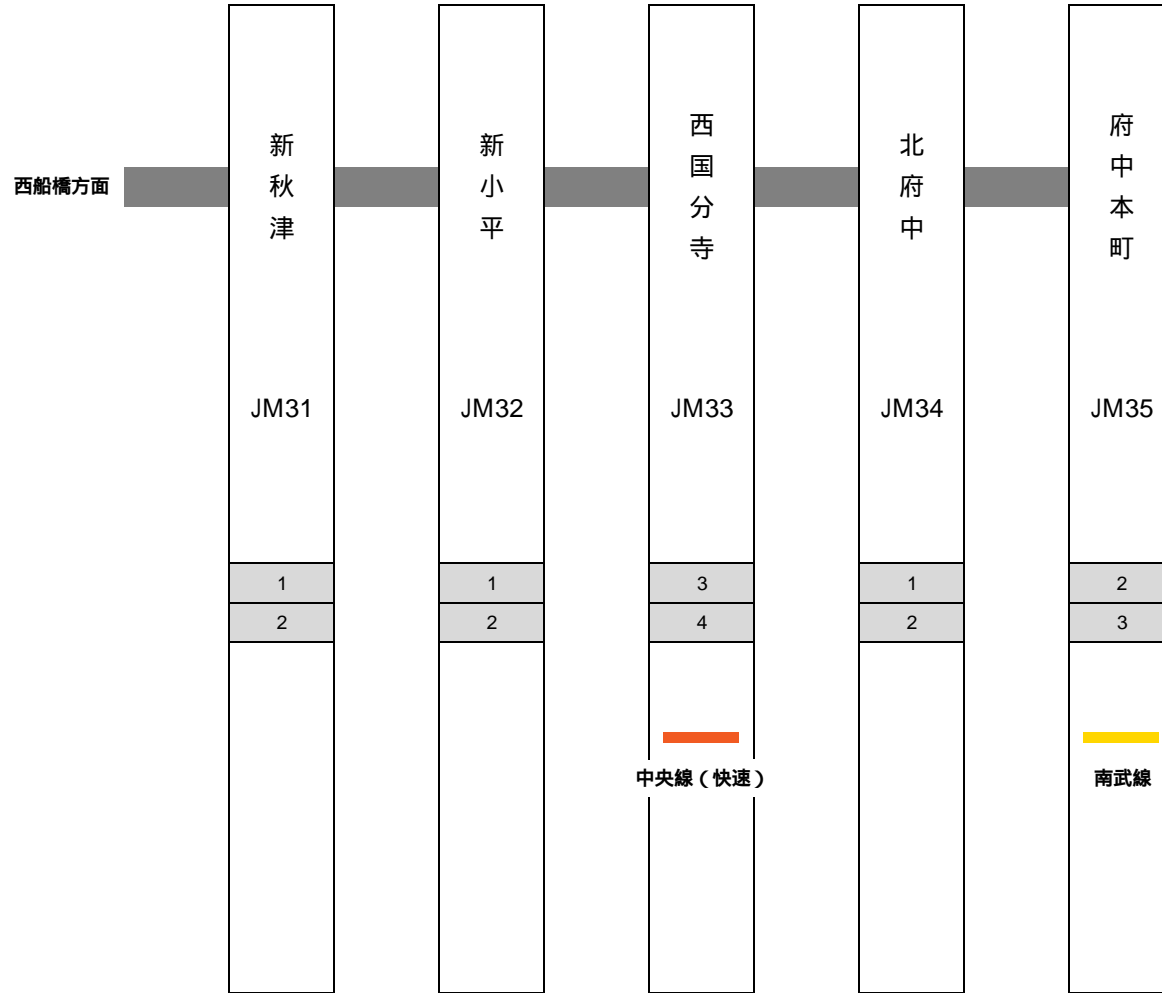 西船橋方面
新秋津
新小平
西国分寺
北府中
府中本町
JM31
JM32
JM33
JM34
JM35
1
1
3
1
2
2
2
4
2
3
中央線（快速）
南武線